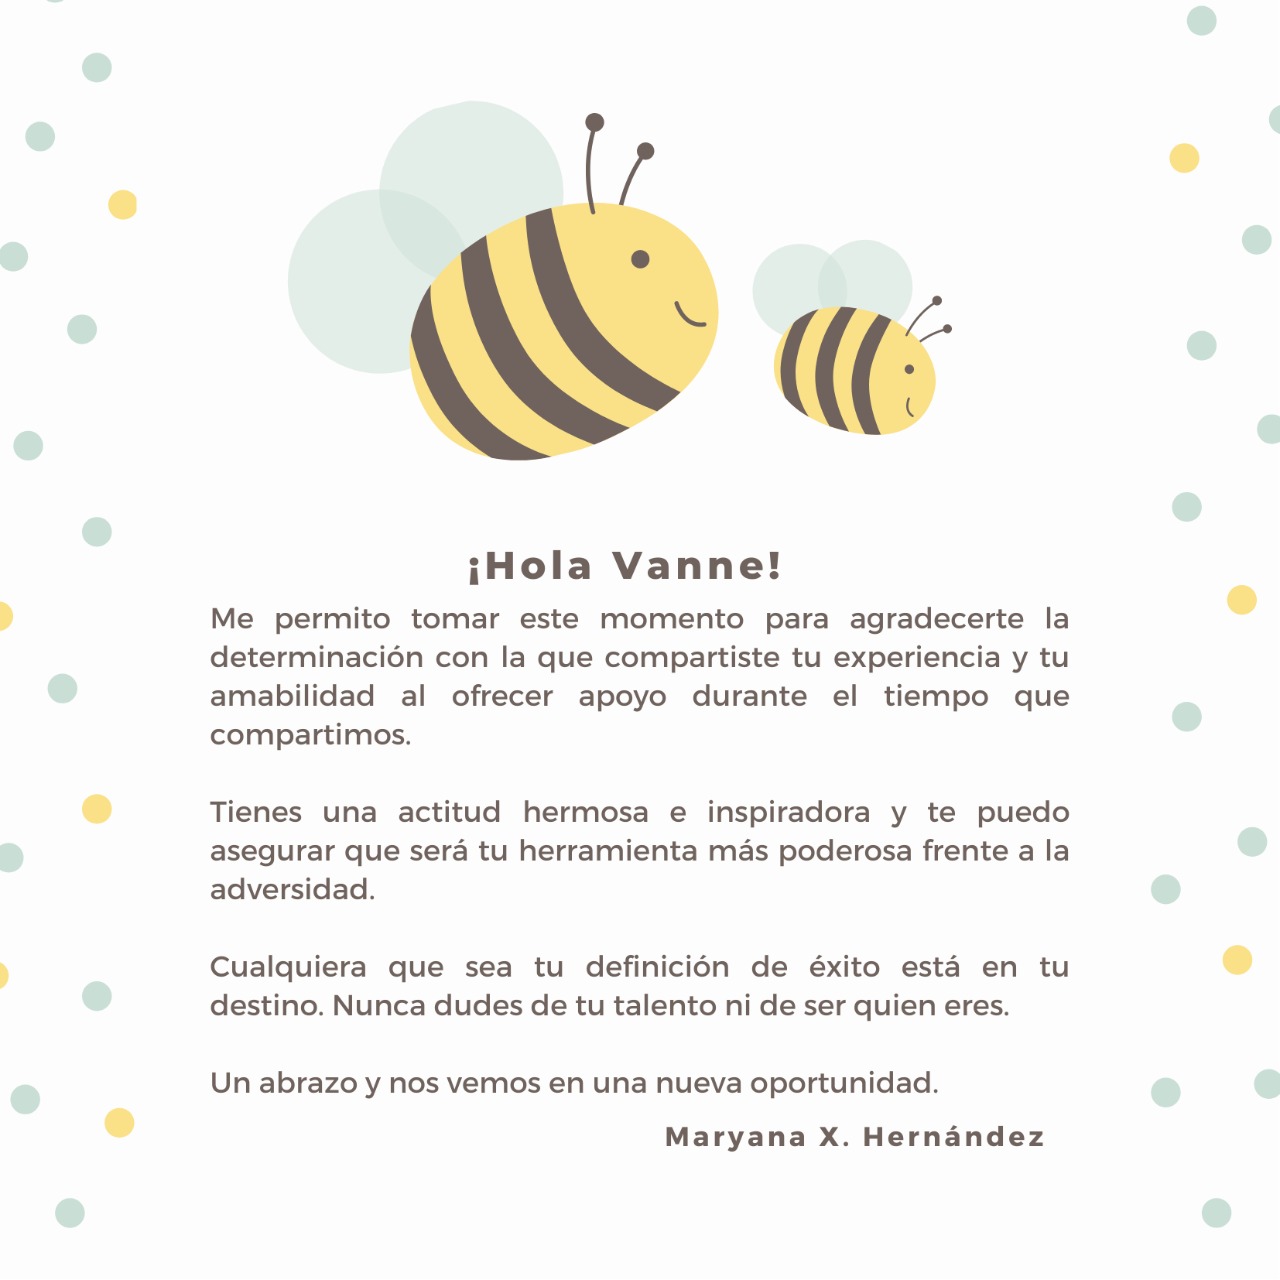 ¡Hola Vanne!
Me permito tomar este momento para agradecerte la
determinación con la que compartiste tu experiencia y tu
amabilidad al ofrecer apoyo durante el tiempo que
compartimos.
Tienes una actitud hermosa e inspiradora y te puedo
asegurar que será tu herramienta más poderosa frente a la
adversidad.
Cualquiera que sea tu definición de éxito está en tu
destino. Nunca dudes de tu talento ni de ser quien eres.
Un abrazo y nos vemos en una nueva oportunidad.
Maryana X. Hernández